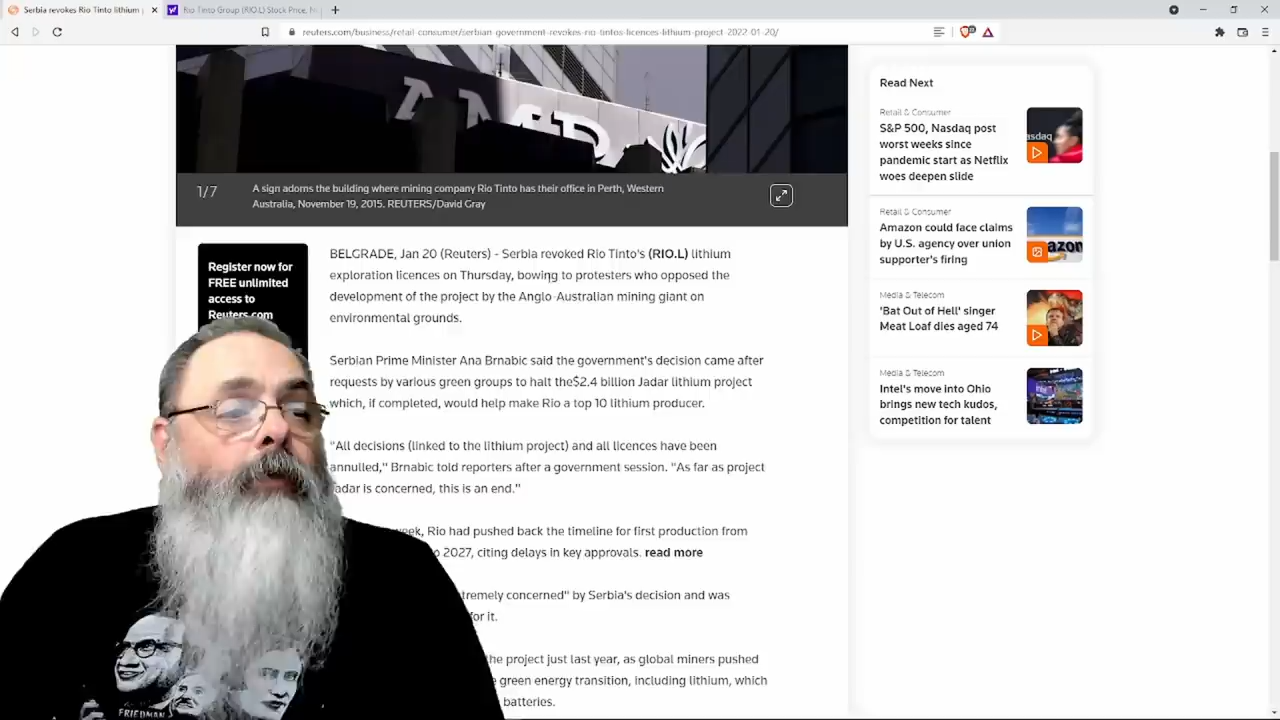 Serbia revokes Rio Tinto lithium
Rio Tinto Group (RIO.L) Stock Price, N
reuters.com/business/retail-consumer/serbian-government-revokes-rio-tintos-licences-lithium-project-2022-01-20/
1/7
A sign adorns the building where mining company Rio Tinto has their office in Perth, Western
Australia, November 19, 2015. REUTERS/David Gray
Register now for
FREE unlimited
access to
Reuters.com
BELGRADE, Jan 20 (Reuters) - Serbia revoked Rio Tinto's (RIO.L) lithium
exploration licences on Thursday, bowing to protesters who opposed the
development of the project by the Anglo-Australian mining giant on
environmental grounds.
Serbian Prime Minister Ana Brnabic said the government's decision came after
requests by various green groups to halt the$2.4 billion Jadar lithium project
which, if completed, would help make Rio a top 10 lithium producer.
"All decisions (linked to the lithium project) and all licences have been
annulled," Brnabic told reporters after a government session. "As far as project
adar is concerned, this is an end."
week, Rio had pushed back the timeline for first production from
2027, citing delays in key approvals. read more
tremely concerned" by Serbia's decision and was
for it.
the project just last year, as global miners pushed
green energy transition, including lithium, which
batteries.
Read Next
Retail & Consumer
S&P 500, Nasdaq post
worst weeks since
pandemic start as Netflix
woes deepen slide
asdaq
Retail & Consumer
Amazon could face claims
by U.S. agency over union
supporter's firing
azon
Media & Telecom
'Bat Out of Hell' singer
Meat Loaf dies aged 74
Media & Telecom
Intel's move into Ohio
brings new tech kudos,
competition for talent
FRIEDMAN